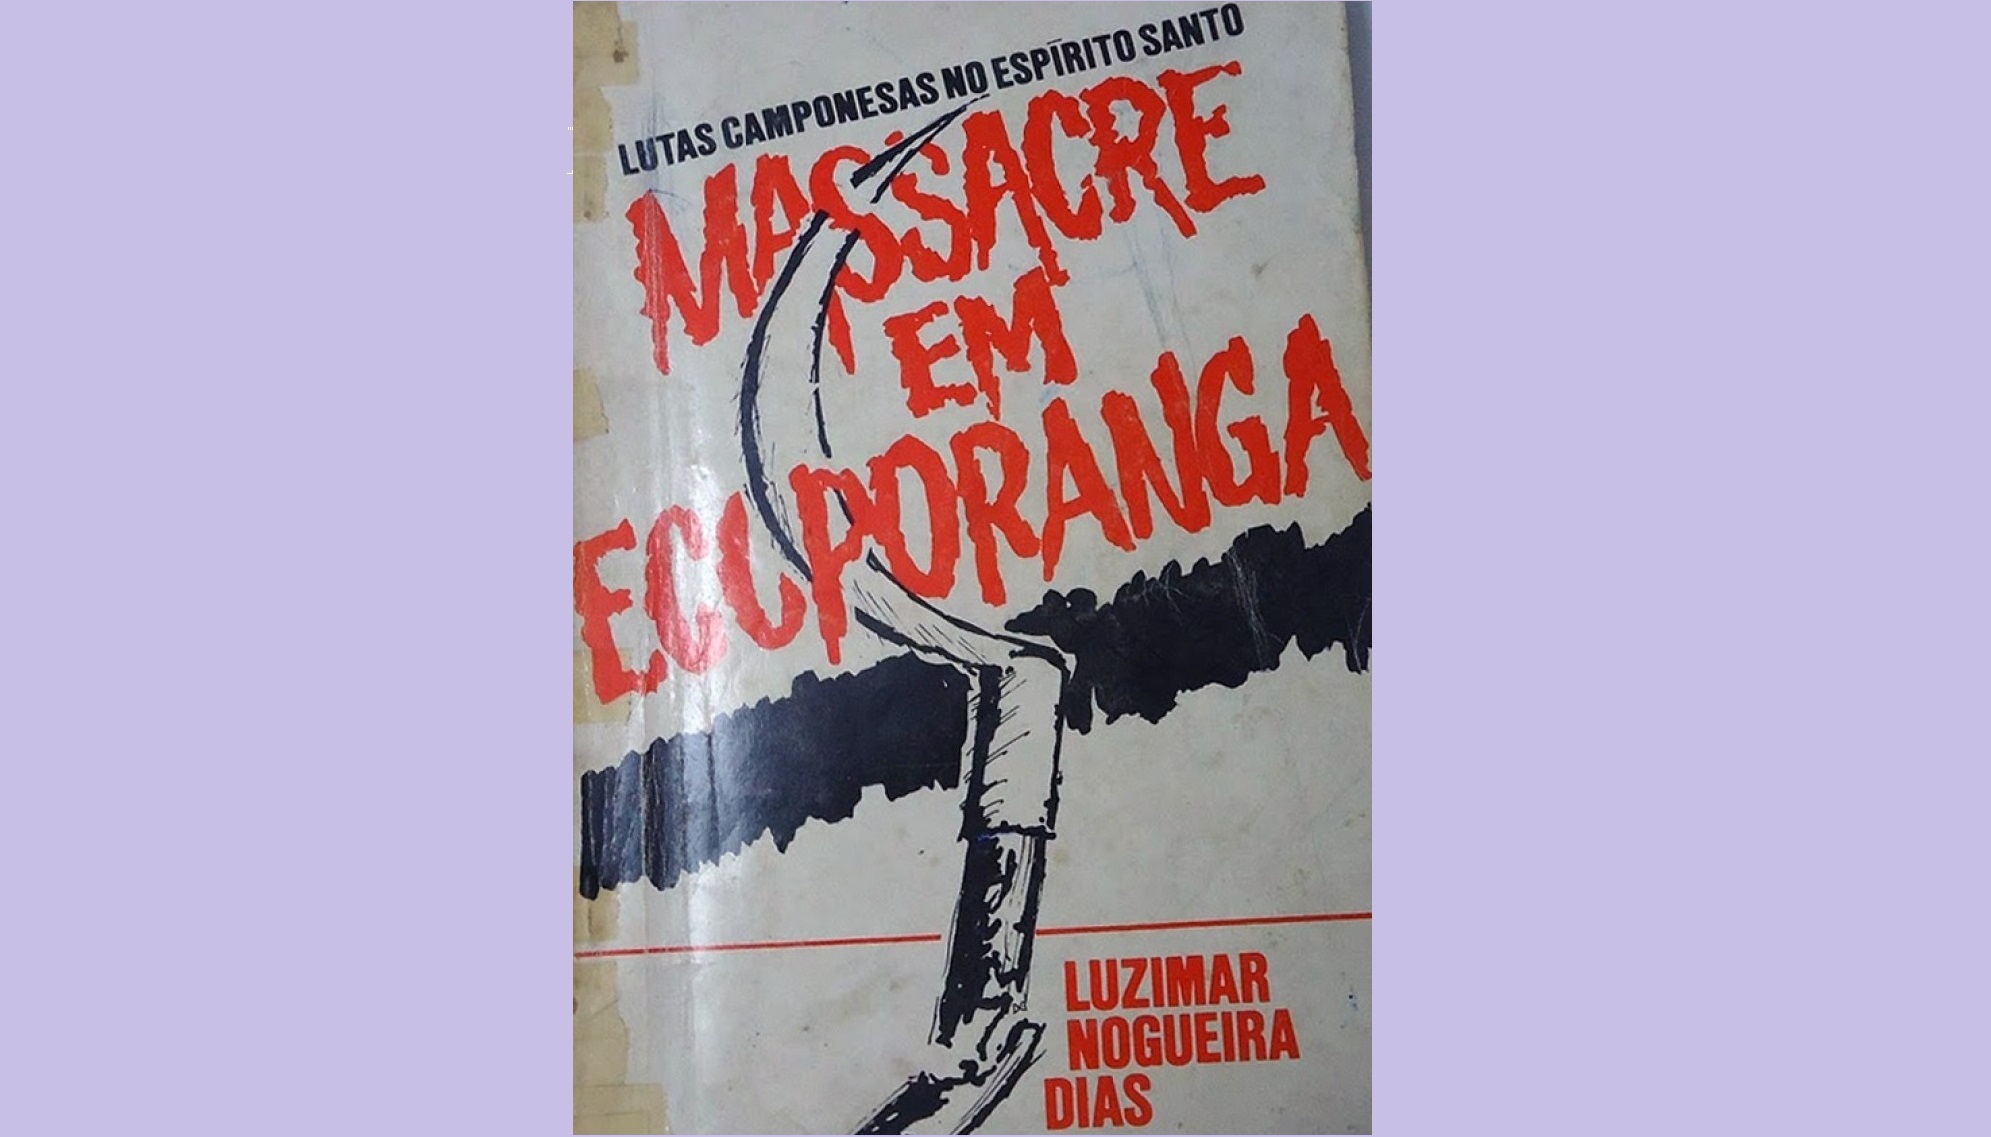 LUTAS CAMPONESAS NO ESPÍRITO SANTO
MASSACRE
EM
ECOPORANGA
LUZIMAR
NOGUEIRA
DIAS